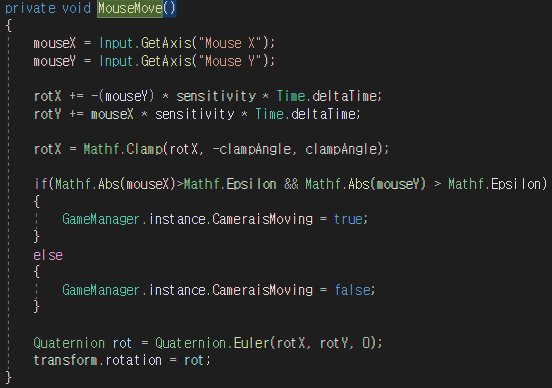 private void MouseMove()
{
mouseX = Input.GetAxis("Mouse X");
mouseY = Input.GetAxis("Mouse Y");
rotX += -(mouseY) * sensitivity * Time.deltaTime;
rotY += mouseX * sensitivity * Time.deltaTime;
rotX = Mathf.Clamp(rotX, -clampAngle, clampAngle);
if(Mathf.Abs(mouseX)>Mathf.Epsilon && Mathf.Abs(mouseY) > Mathf.Epsilon)
{
GameManager.instance.CameraisMoving = true;
}
else
{
GameManager.instance.CameraisMoving = false;
}
Quaternion rot = Quaternion.Euler(rotX, rotY, 0);
transform.rotation = rot;
}